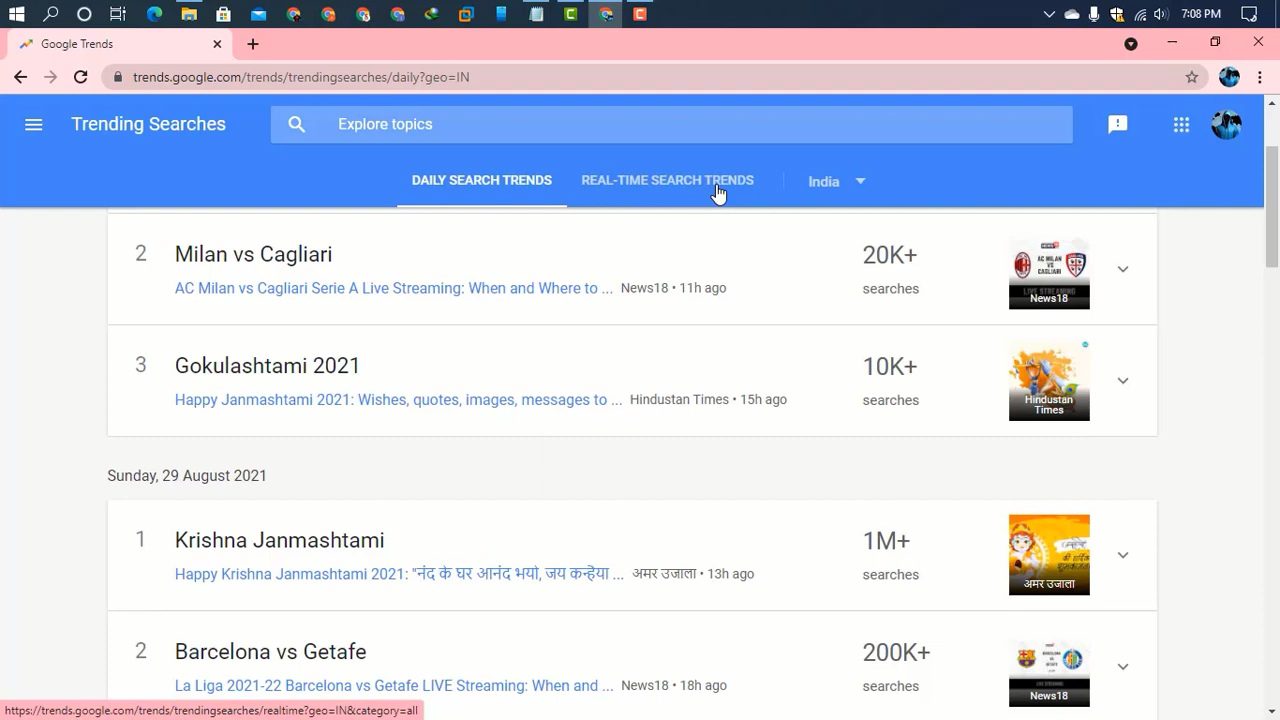 7:08 PM
Google Trends
trends.google.com/trends/trendingsearches/daily?geo=IN
Trending Searches
Explore topics
DAILY SEARCH TRENDS
REAL-TIME SEARCH TRENDS
India
2
Milan vs Cagliari
AC Milan vs Cagliari Serie A Live Streaming: When and Where to ... News18 • 11h ago
20K+
searches
AC MILAN
VS
CAGLIARI
LIVE STREAMING
News18
3
Gokulashtami 2021
Happy Janmashtami 2021: Wishes, quotes, images, messages to ... Hindustan Times • 15h ago
10K+
searches
Hindustan
Times
Sunday, 29 August 2021
1
Krishna Janmashtami
Happy Krishna Janmashtami 2021: "नंद के घर आनंद भयो, जय कन्हैया ... अमर उजाला • 13h ago
1M+
searches
अमर उजाला
2
Barcelona vs Getafe
La Liga 2021-22 Barcelona vs Getafe LIVE Streaming: When and ... News18 • 18h ago
200K+
searches
News18
https://trends.google.com/trends/trendingsearches/realtime?geo=IN&category=all